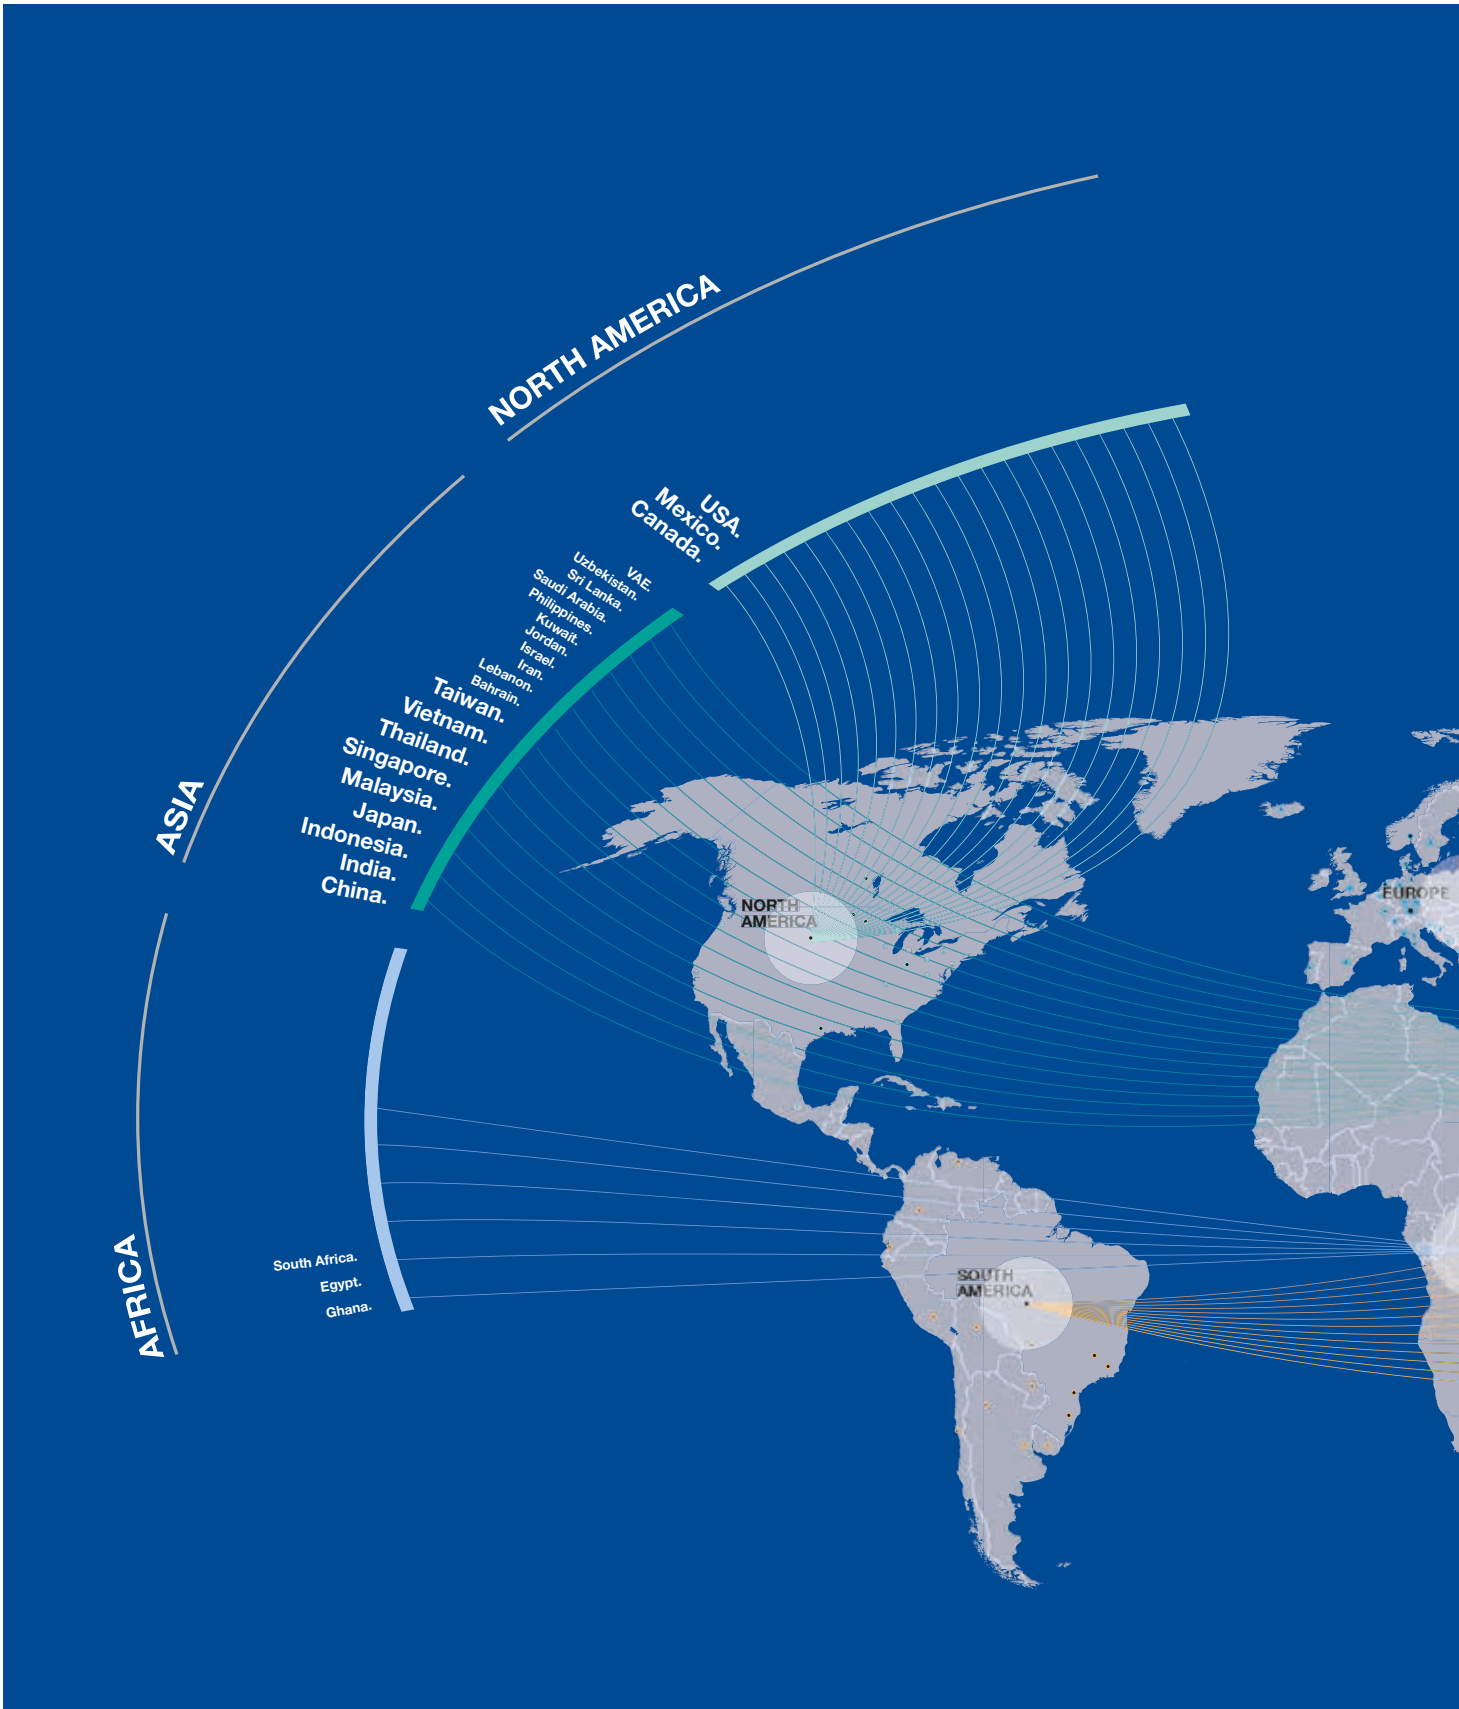 NORTH AMERICA
USA.
Mexico.
Canada.
ASIA
VAE.
Uzbekistan.
Sri Lanka.
Saudi Arabia.
Philippines.
Kuwait.
Jordan.
Israel.
Iran.
Lebanon.
Bahrain.
Taiwan.
Vietnam.
Thailand.
Singapore.
Malaysia.
Japan.
Indonesia.
India.
China.
AFRICA
South Africa.
Egypt.
Ghana.
NORTH
AMERICA
EUROPE
SOUTH
AMERICA